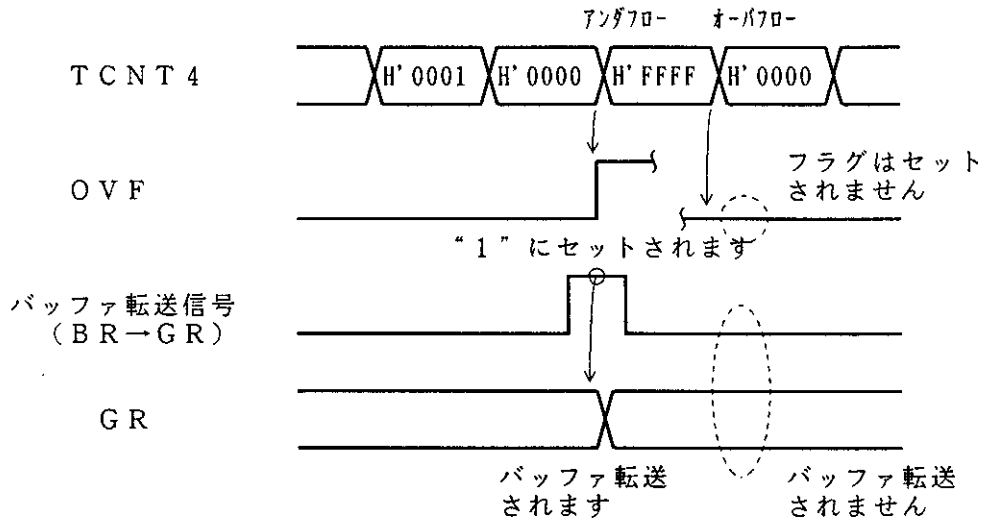 アンダフロー オーバフロー
TCNT4 H'0001 H'0000 H'FFFF H'0000
OVF
フラグはセット
されません
“1”にセットされます
バッファ転送信号
(BR→GR)
GR
バッファ転送
されます
バッファ転送
されません